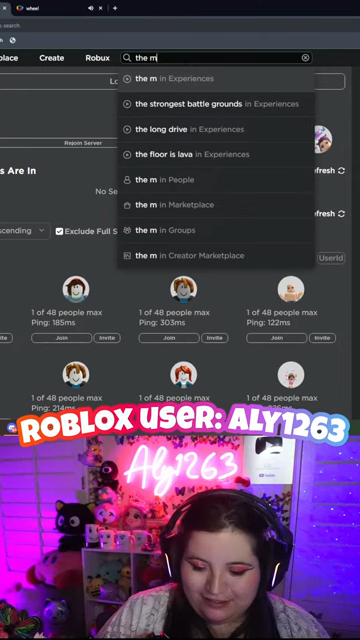 wheel
search
Create
Robux
the m
the m in Experiences
the strongest battle grounds in Experiences
the long drive in Experiences
the floor is lava in Experiences
the m in People
the m in Marketplace
the m in Groups
the m in Creator Marketplace
Rejoin Server
efresh
s Are In
No Se
efresh
scending
Exclude Full S
UserId
1 of 48 people max
Ping: 185ms
Join
Invite
1 of 48 people max
Ping: 303ms
Join
Invite
1 of 48 people max
Ping: 122ms
Join
Invite
1 of 48 people max
Ping: 214ms
1 of 48 people max
1 of 48 people max
ROBLOX USER: ALY1263
Aly1263